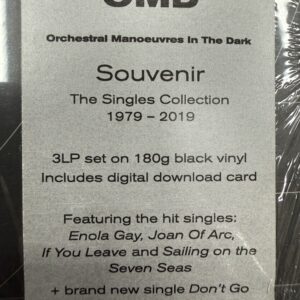 OMD
Orchestral Manoeuvres In The Dark
Souvenir
The Singles Collection
1979 – 2019
3LP set on 180g black vinyl
Includes digital download card
Featuring the hit singles:
Enola Gay, Joan Of Arc,
If You Leave and Sailing on the
Seven Seas
+ brand new single Don't Go